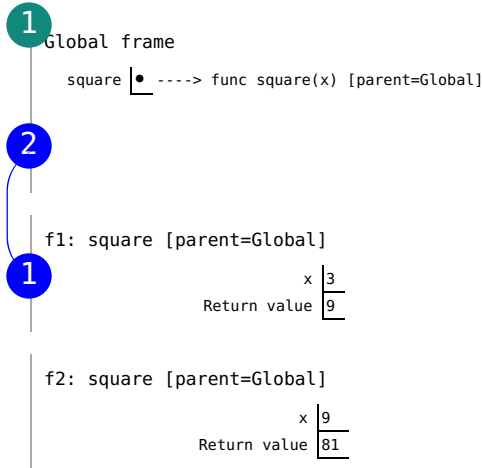 1
Global frame
square ----> func square(x) [parent=Global]
2
f1: square [parent=Global]
1
x 3
Return value 9
f2: square [parent=Global]
x 9
Return value 81